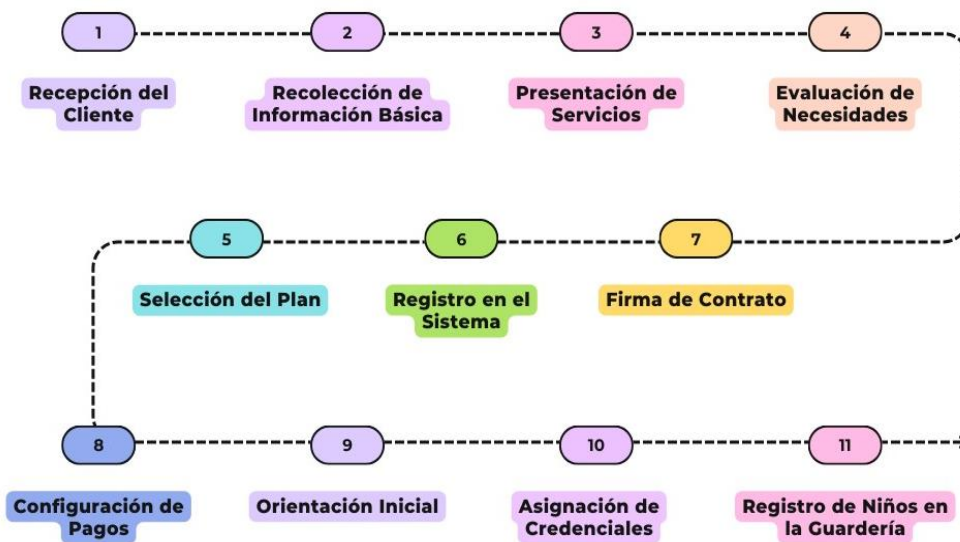 1
2
3
4
Recepción del
Cliente
Recolección de
Información Básica
Presentación de
Servicios
Evaluación de
Necesidades
5
6
7
Selección del Plan
Registro en el
Sistema
Firma de Contrato
8
9
10
11
Configuración de
Pagos
Orientación Inicial
Asignación de
Credenciales
Registro de Niños en
la Guardería